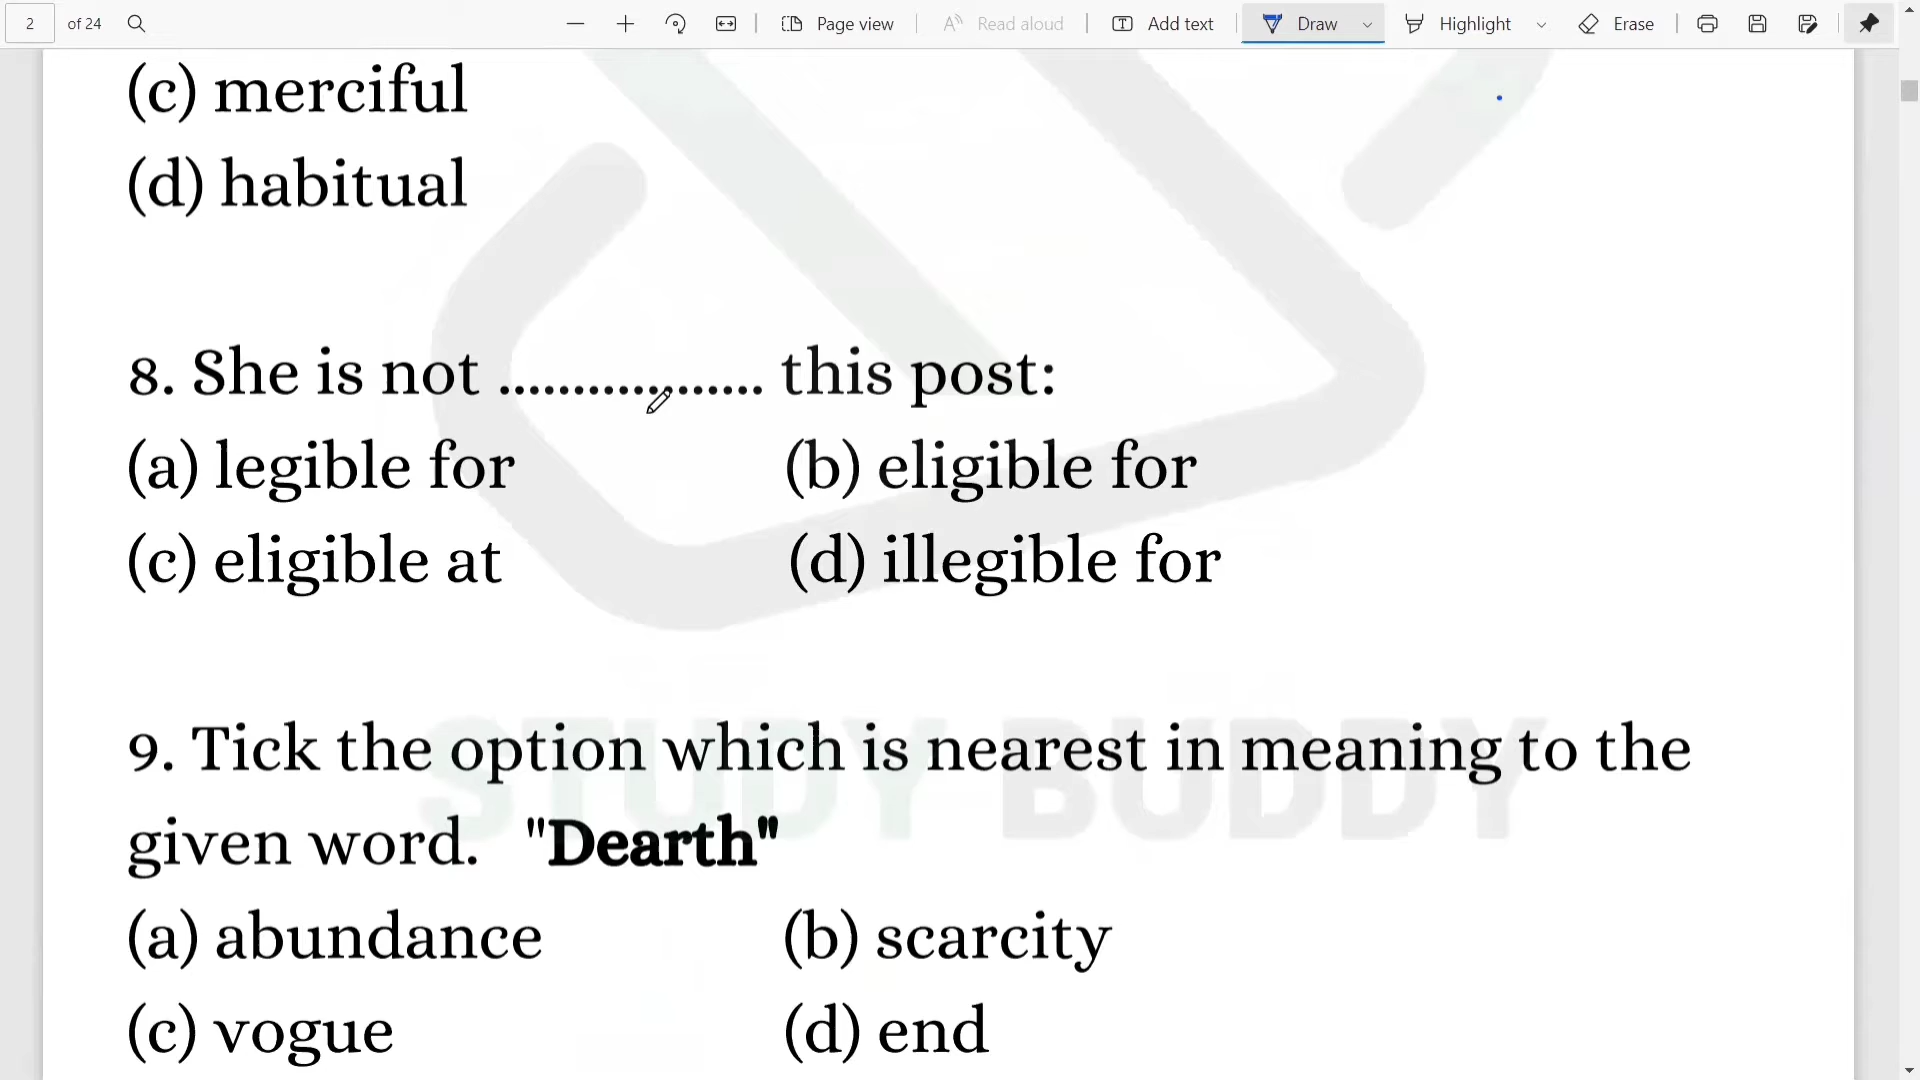 2 of 24 Page view Read aloud Add text Draw Highlight Erase
(c) merciful
(d) habitual
8. She is not .................. this post:
(a) legible for (b) eligible for
(c) eligible at (d) illegible for
9. Tick the option which is nearest in meaning to the
given word. "Dearth"
STUDY BUDDY
(a) abundance (b) scarcity
(c) vogue (d) end